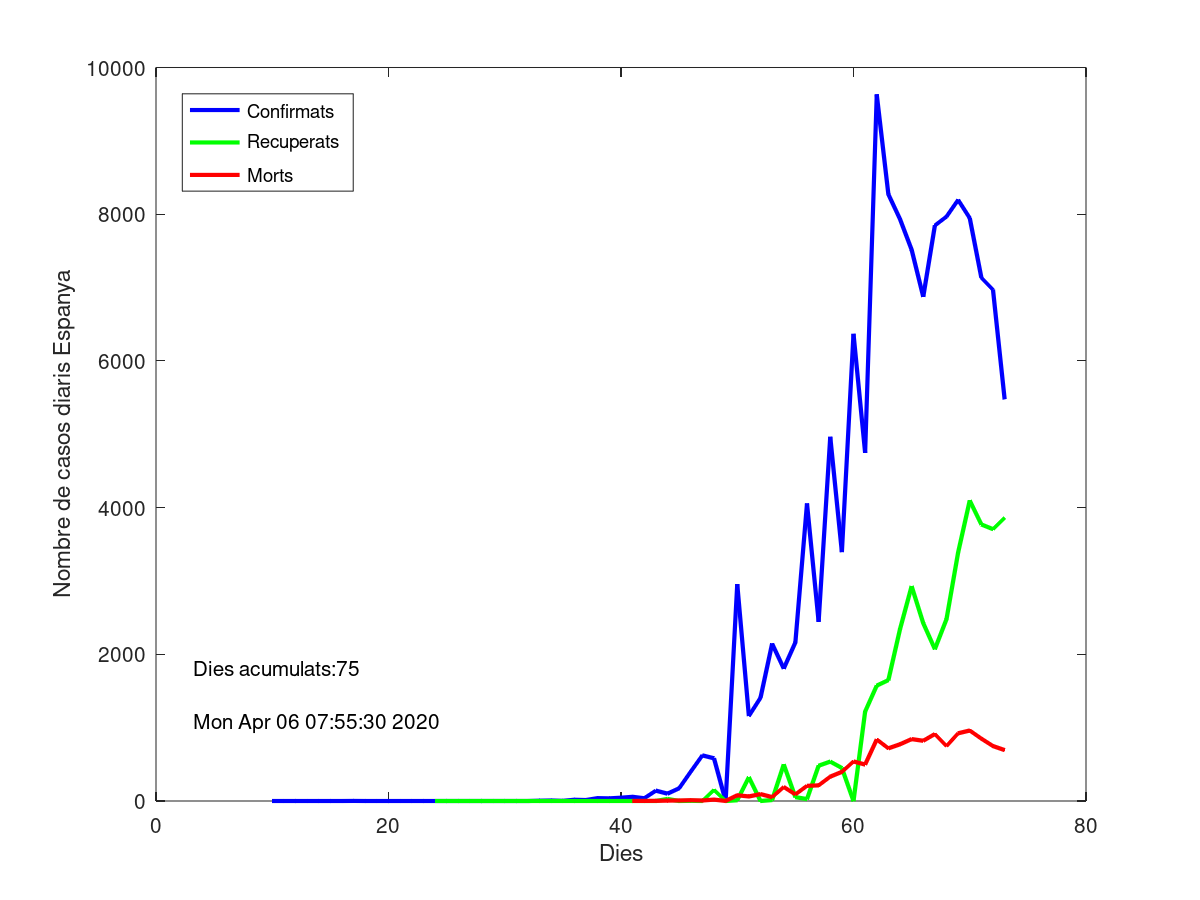 10000
8000
6000
4000
2000
0
Nombre de casos diaris Espanya
Confirmats
Recuperats
Morts
Dies acumulats:75
Mon Apr 06 07:55:30 2020
0
20
40
60
80
Dies